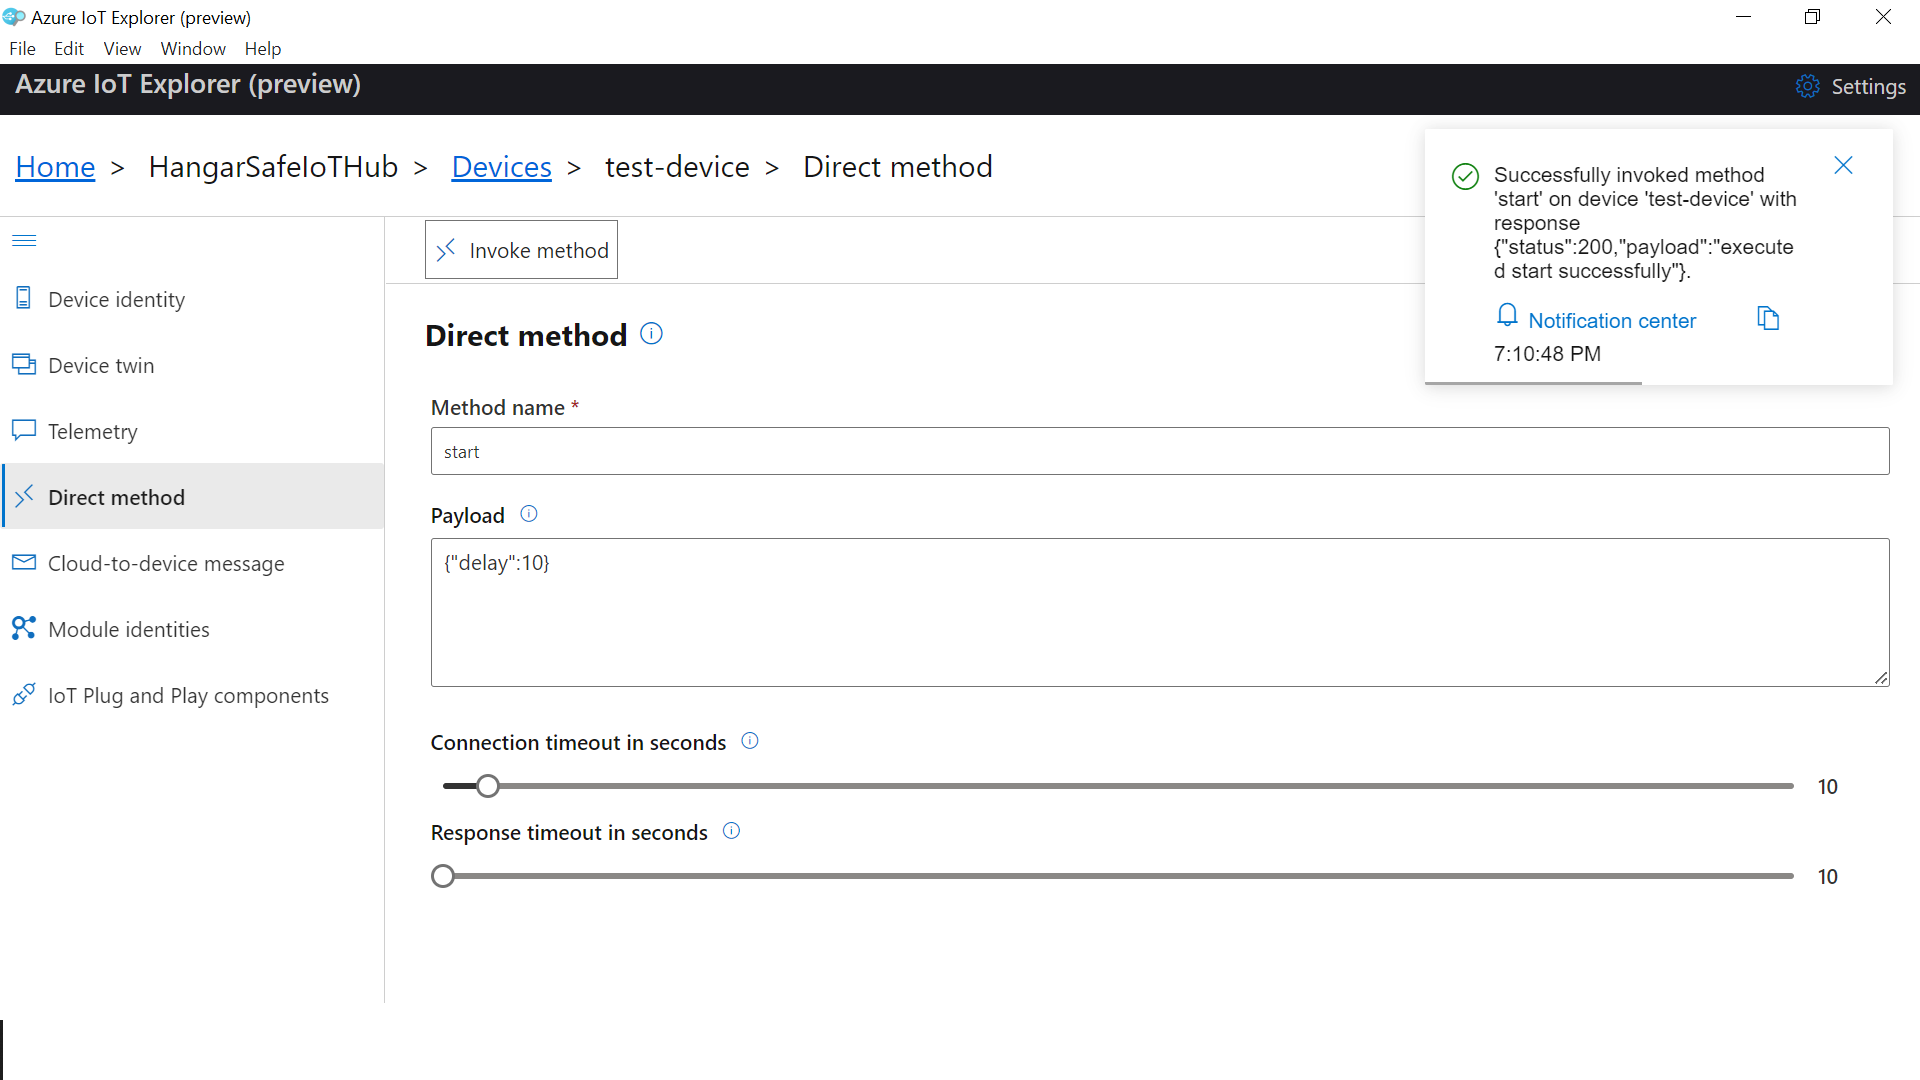 Azure IoT Explorer (preview)
File Edit View Window Help
Azure IoT Explorer (preview)
Settings
Home > HangarSafeIoTHub > Devices > test-device > Direct method
Successfully invoked method
'start' on device 'test-device' with
response
{"status":200,"payload":"execute
d start successfully"}.
Notification center
7:10:48 PM
Device identity
Device twin
Telemetry
Direct method
Cloud-to-device message
Module identities
IoT Plug and Play components
Invoke method
Direct method
Method name *
start
Payload
{"delay":10}
Connection timeout in seconds
10
Response timeout in seconds
10